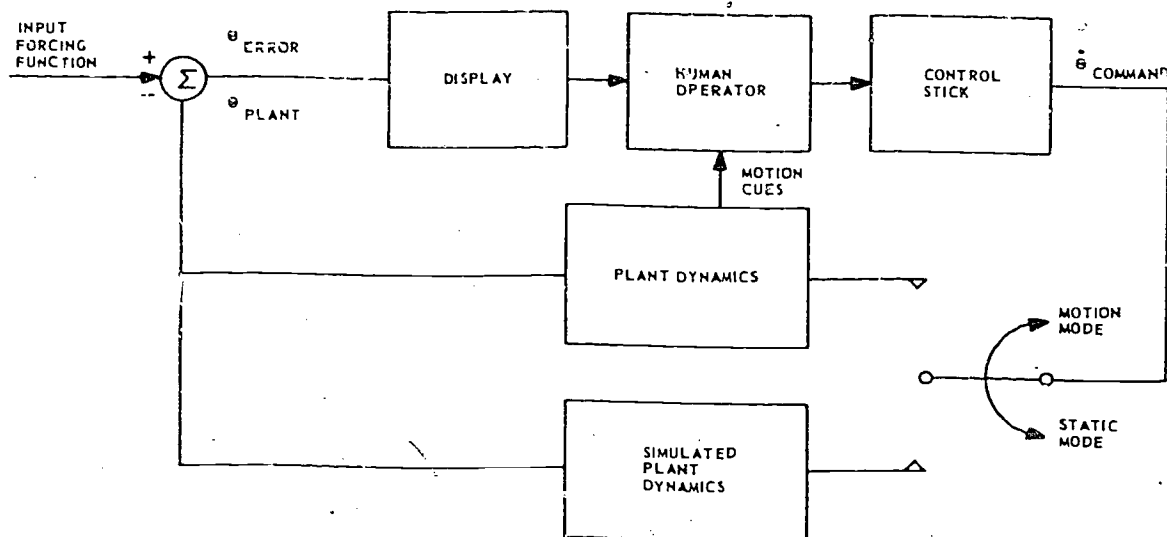 INPUT
FORCING
FUNCTION
+
--
Σ
θ ERROR
θ PLANT
DISPLAY
HUMAN
OPERATOR
CONTROL
STICK
θ̇ COMMAND
MOTION
CUES
PLANT DYNAMICS
MOTION
MODE
STATIC
MODE
SIMULATED
PLANT
DYNAMICS